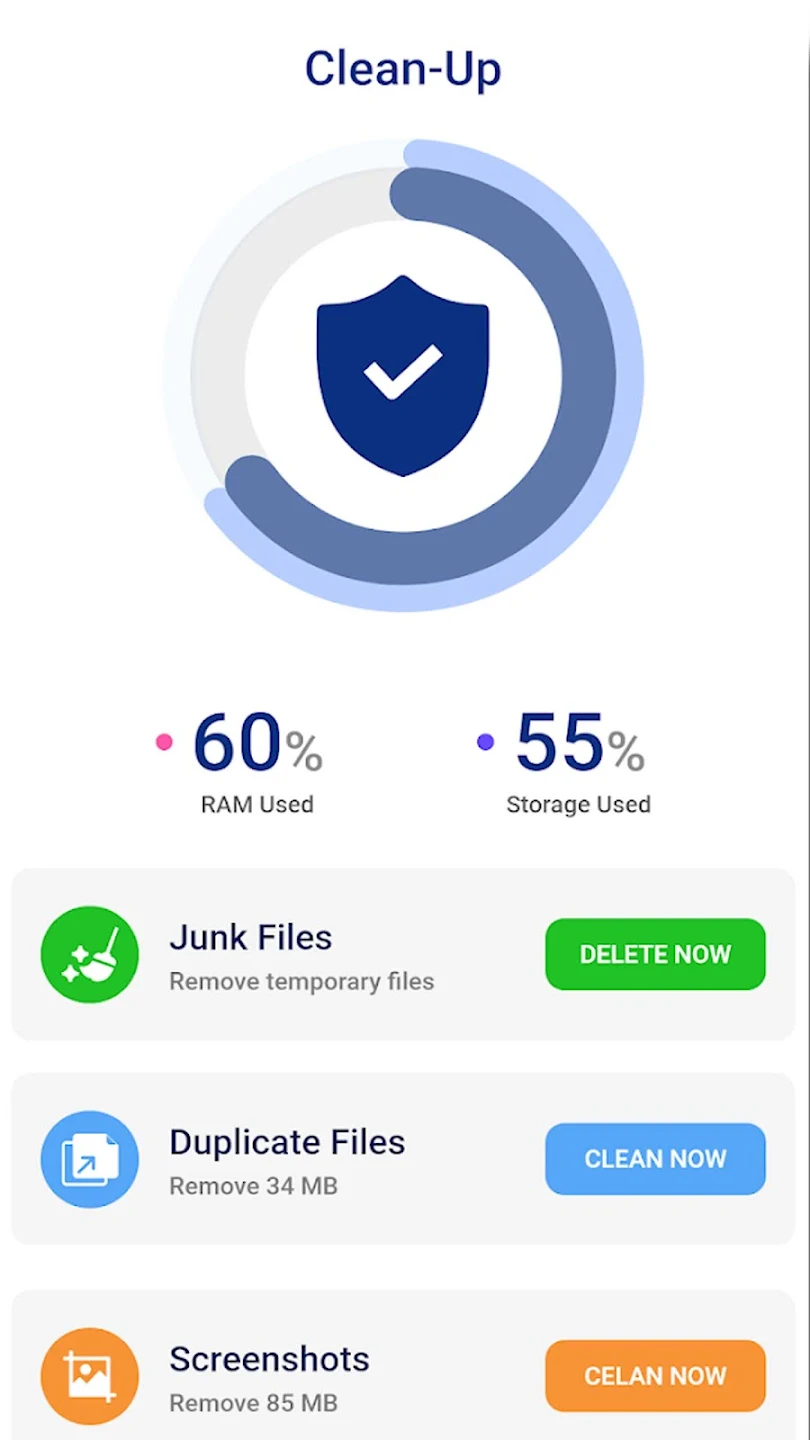 Clean-Up
60% 55%
RAM Used Storage Used
Junk Files
Remove temporary files
DELETE NOW
Duplicate Files
Remove 34 MB
CLEAN NOW
Screenshots
Remove 85 MB
CELAN NOW